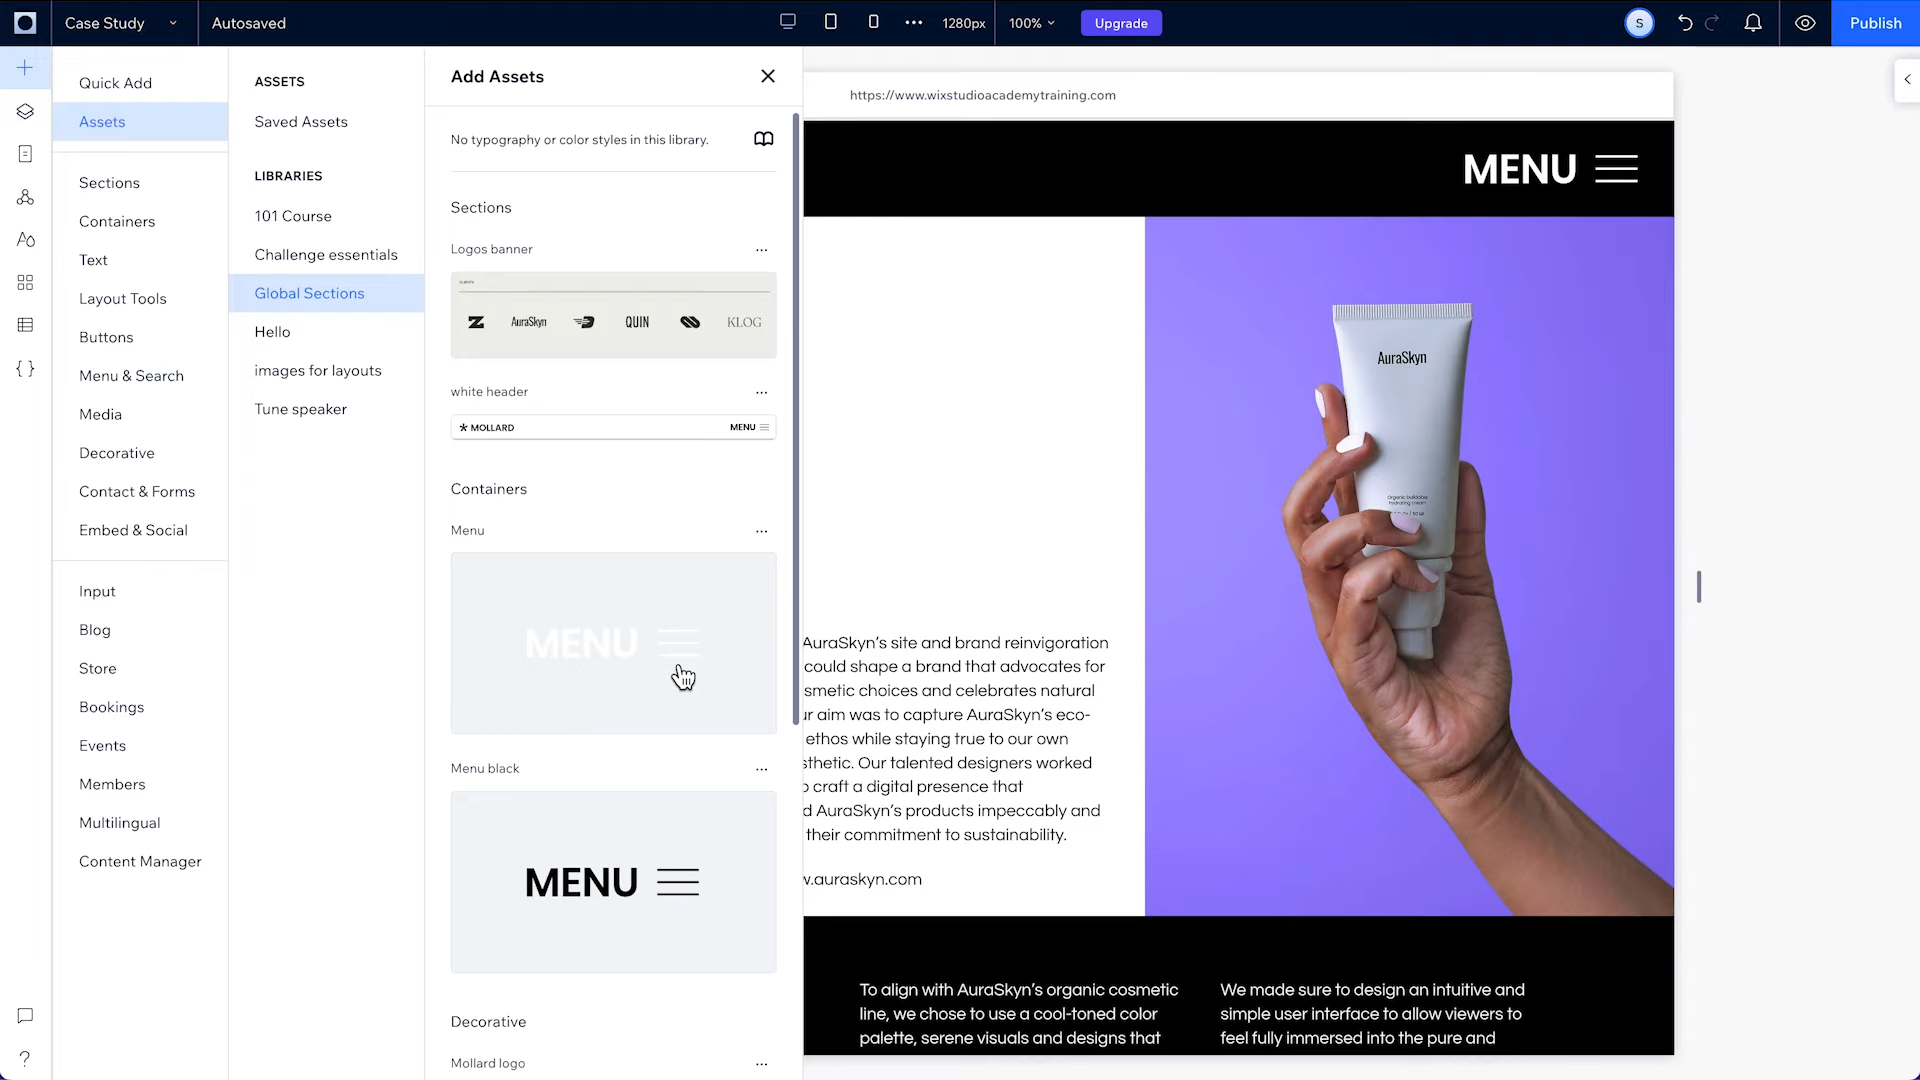 Case Study
Autosaved
1280px
100%
Upgrade
S
Publish
Quick Add
Assets
Sections
Containers
Text
Layout Tools
Buttons
Menu & Search
Media
Decorative
Contact & Forms
Embed & Social
Input
Blog
Store
Bookings
Events
Members
Multilingual
Content Manager
?
ASSETS
Saved Assets
LIBRARIES
101 Course
Challenge essentials
Global Sections
Hello
images for layouts
Tune speaker
Add Assets
No typography or color styles in this library.
Sections
Logos banner
CLIENTS
AuraSkyn
QUIN
KLOG
white header
MOLLARD
MENU
Containers
Menu
MENU
Menu black
MENU
Decorative
Mollard logo
https://www.wixstudioacademytraining.com
MENU
AuraSkyn
Organic buildable
hydrating cream
AuraSkyn's site and brand reinvigoration
could shape a brand that advocates for
smetic choices and celebrates natural
r aim was to capture AuraSkyn's eco-
ethos while staying true to our own
sthetic. Our talented designers worked
o craft a digital presence that
d AuraSkyn's products impeccably and
their commitment to sustainability.
w.auraskyn.com
To align with AuraSkyn's organic cosmetic
line, we chose to use a cool-toned color
palette, serene visuals and designs that
We made sure to design an intuitive and
simple user interface to allow viewers to
feel fully immersed into the pure and